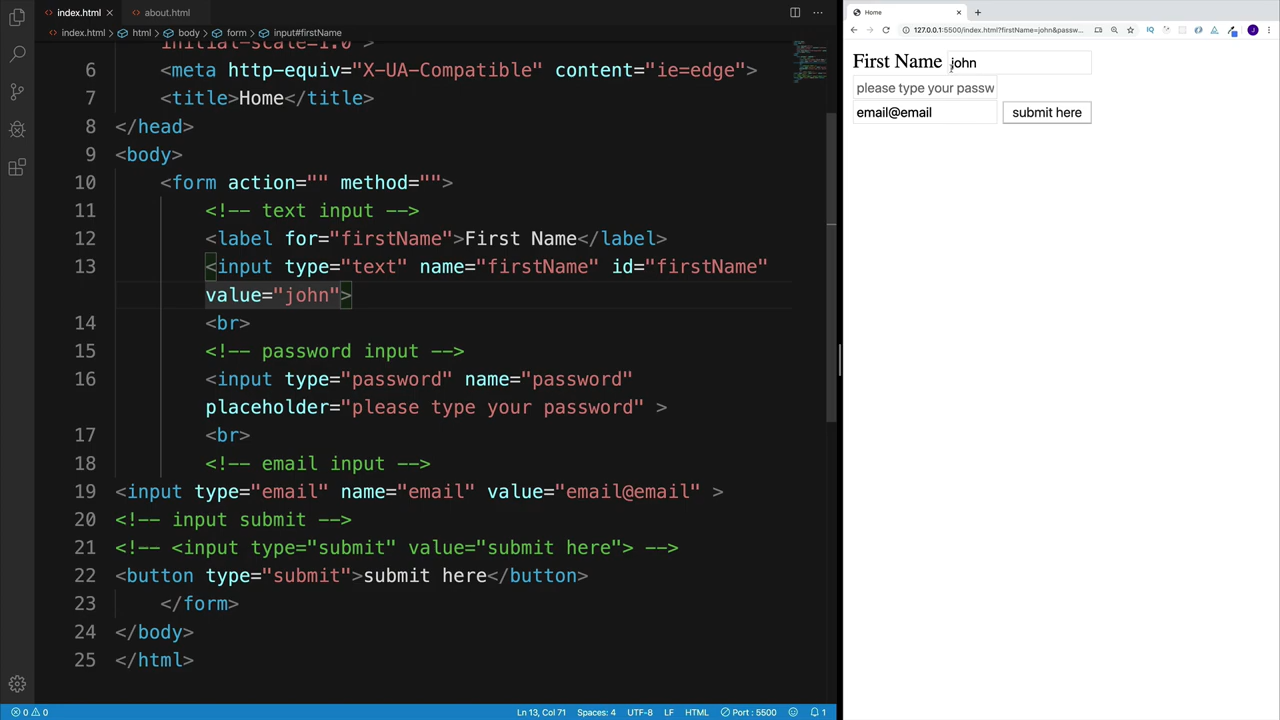 index.html
about.html
index.html > html > body > form > input#firstName
initial-scale=1.0">
6 <meta http-equiv="X-UA-Compatible" content="ie=edge">
7 <title>Home</title>
8 </head>
9 <body>
10 <form action="" method="">
11 <!-- text input -->
12 <label for="firstName">First Name</label>
13 <input type="text" name="firstName" id="firstName"
value="john">
14 <br>
15 <!-- password input -->
16 <input type="password" name="password"
placeholder="please type your password" >
17 <br>
18 <!-- email input -->
19 <input type="email" name="email" value="email@email" >
20 <!-- input submit -->
21 <!-- <input type="submit" value="submit here"> -->
22 <button type="submit">submit here</button>
23 </form>
24 </body>
25 </html>
0 0 Ln 13, Col 71 Spaces: 4 UTF-8 LF HTML Port : 5500 1
Home
127.0.0.1:5500/index.html?firstName=john&passw...
First Name john
please type your passw
email@email submit here